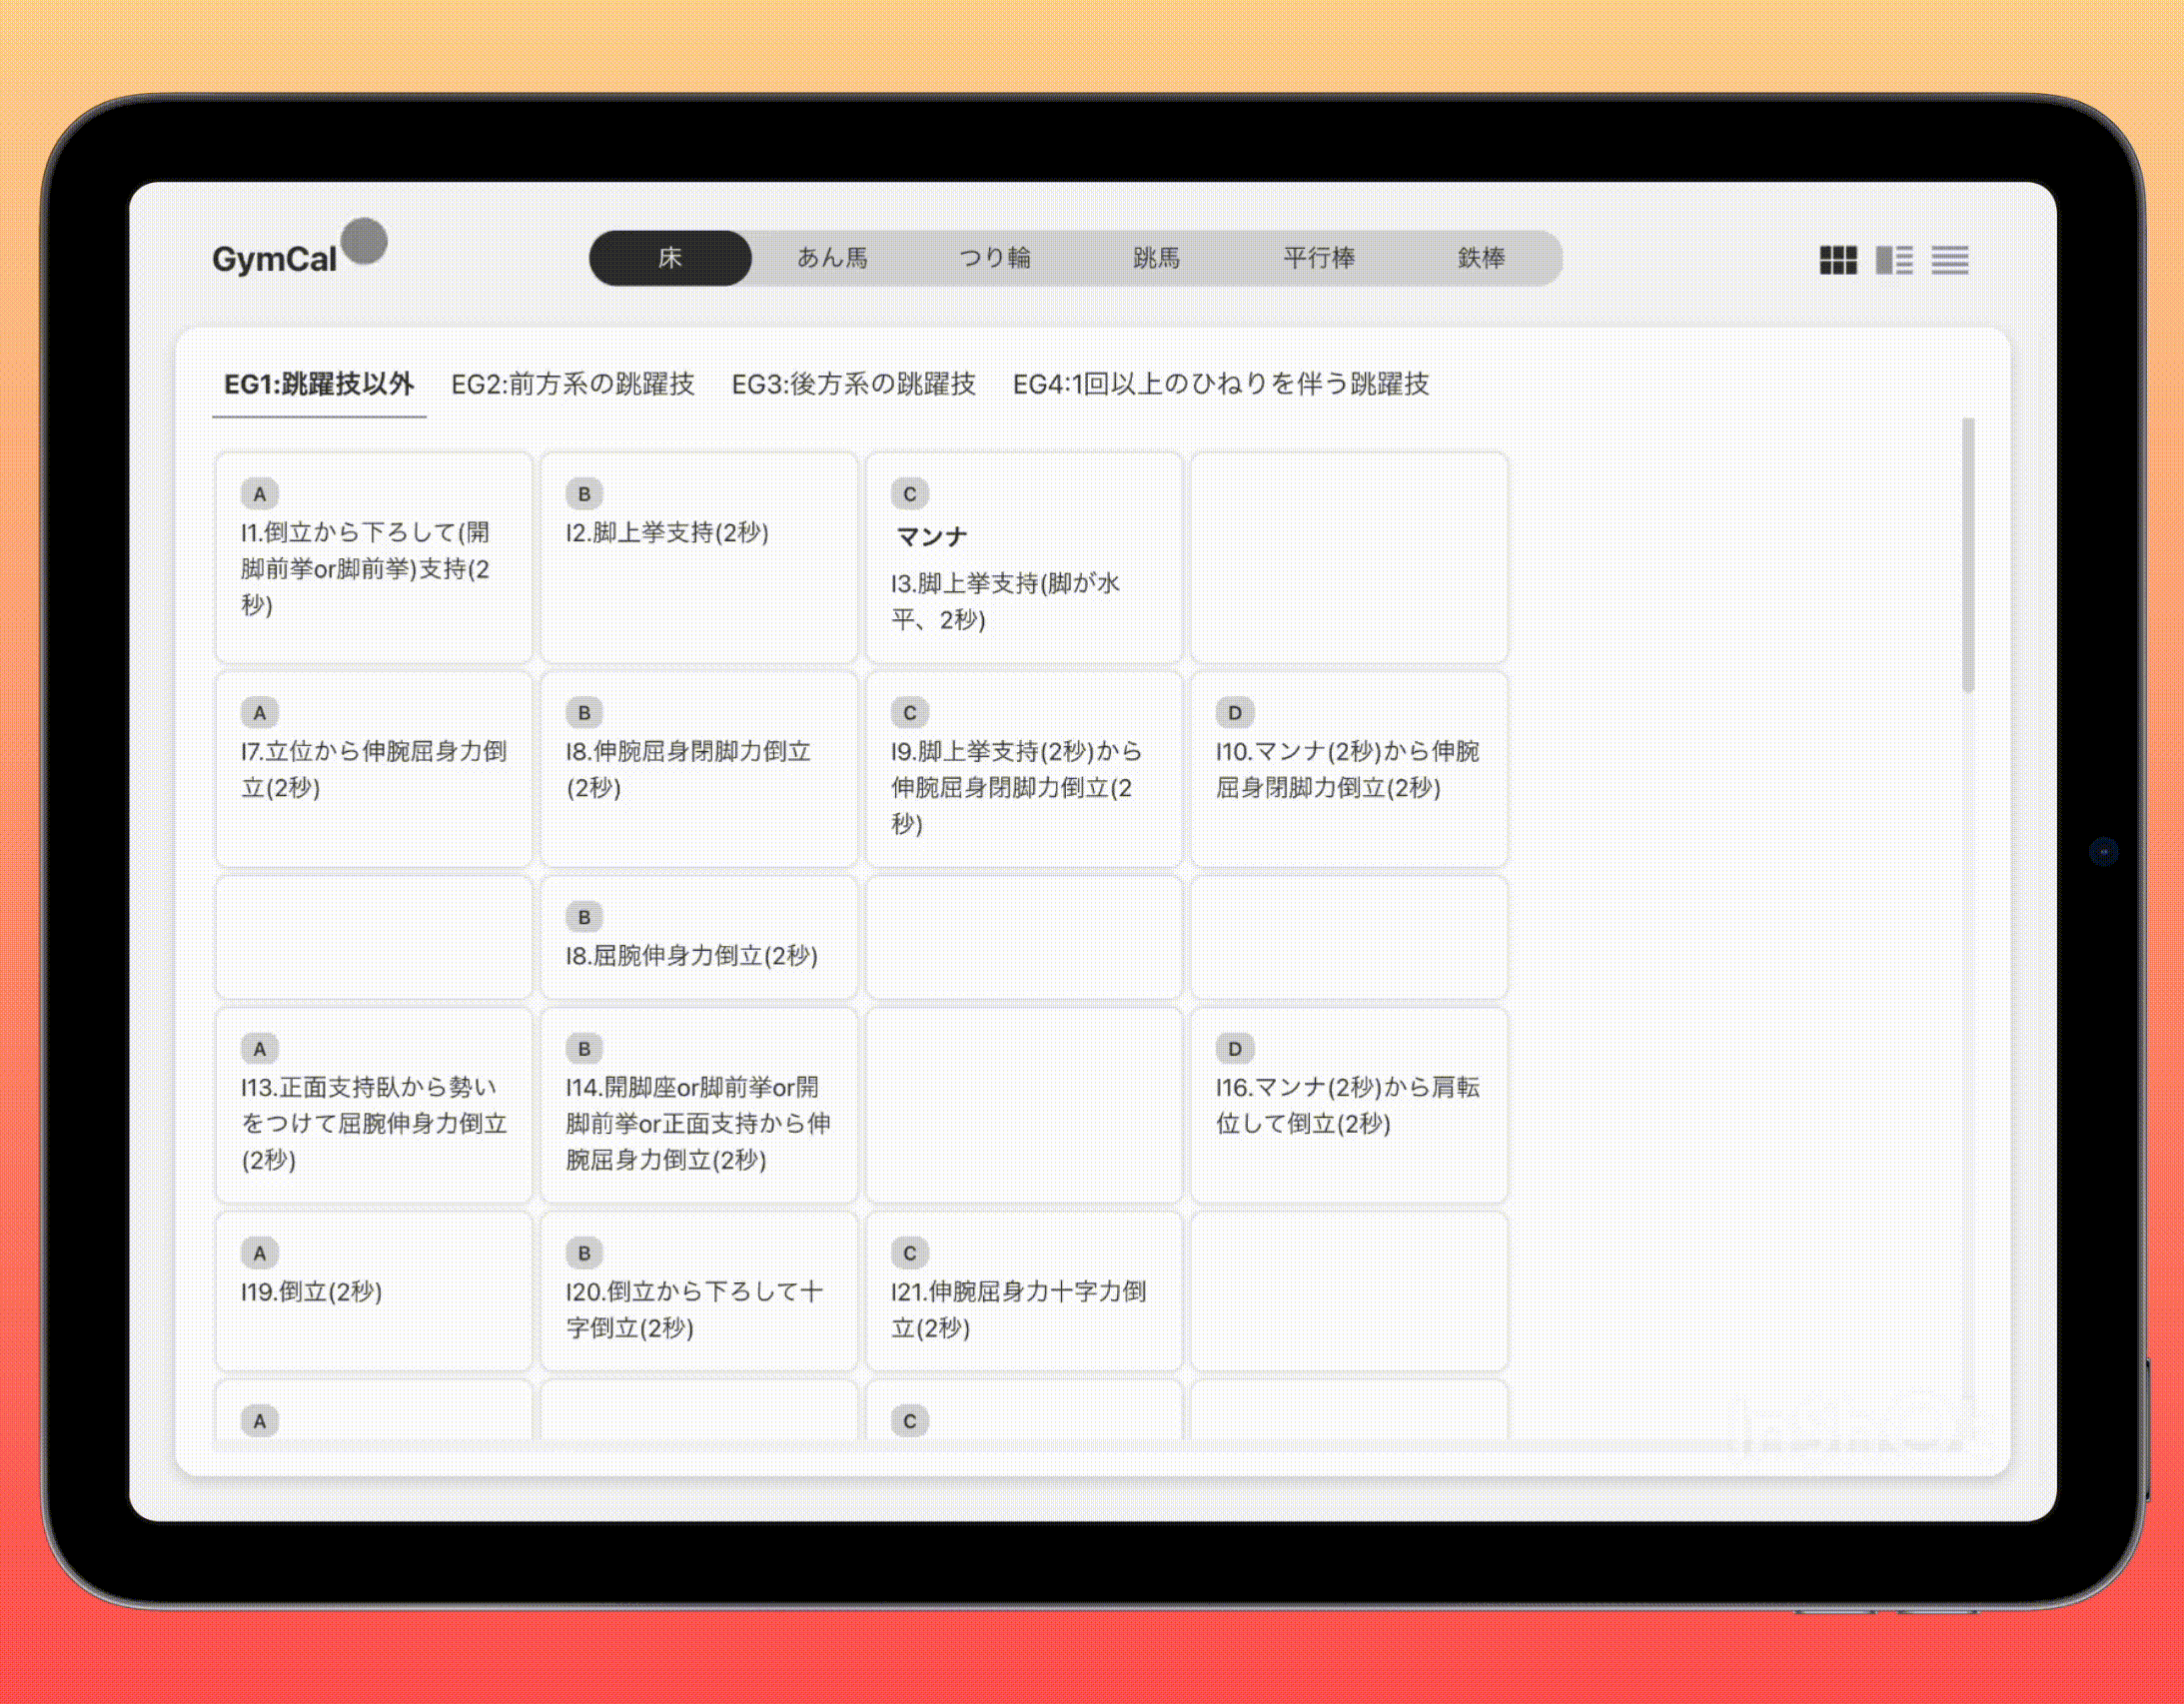 GymCal
床 あん馬 つり輪 跳馬 平行棒 鉄棒
EG1:跳躍技以外 EG2:前方系の跳躍技 EG3:後方系の跳躍技 EG4:1回以上のひねりを伴う跳躍技
A
I1.倒立から下ろして(開
脚前挙or脚前挙)支持(2
秒)
B
I2.脚上挙支持(2秒)
C
マンナ
I3.脚上挙支持(脚が水
平、2秒)
A
I7.立位から伸腕屈身力倒
立(2秒)
B
I8.伸腕屈身閉脚力倒立
(2秒)
C
I9.脚上挙支持(2秒)から
伸腕屈身閉脚力倒立(2
秒)
D
I10.マンナ(2秒)から伸腕
屈身閉脚力倒立(2秒)
B
I8.屈腕伸身力倒立(2秒)
A
I13.正面支持臥から勢い
をつけて屈腕伸身力倒立
(2秒)
B
I14.開脚座or脚前挙or開
脚前挙or正面支持から伸
腕屈身力倒立(2秒)
D
I16.マンナ(2秒)から肩転
位して倒立(2秒)
A
I19.倒立(2秒)
B
I20.倒立から下ろして十
字倒立(2秒)
C
I21.伸腕屈身力十字力倒
立(2秒)
A
C